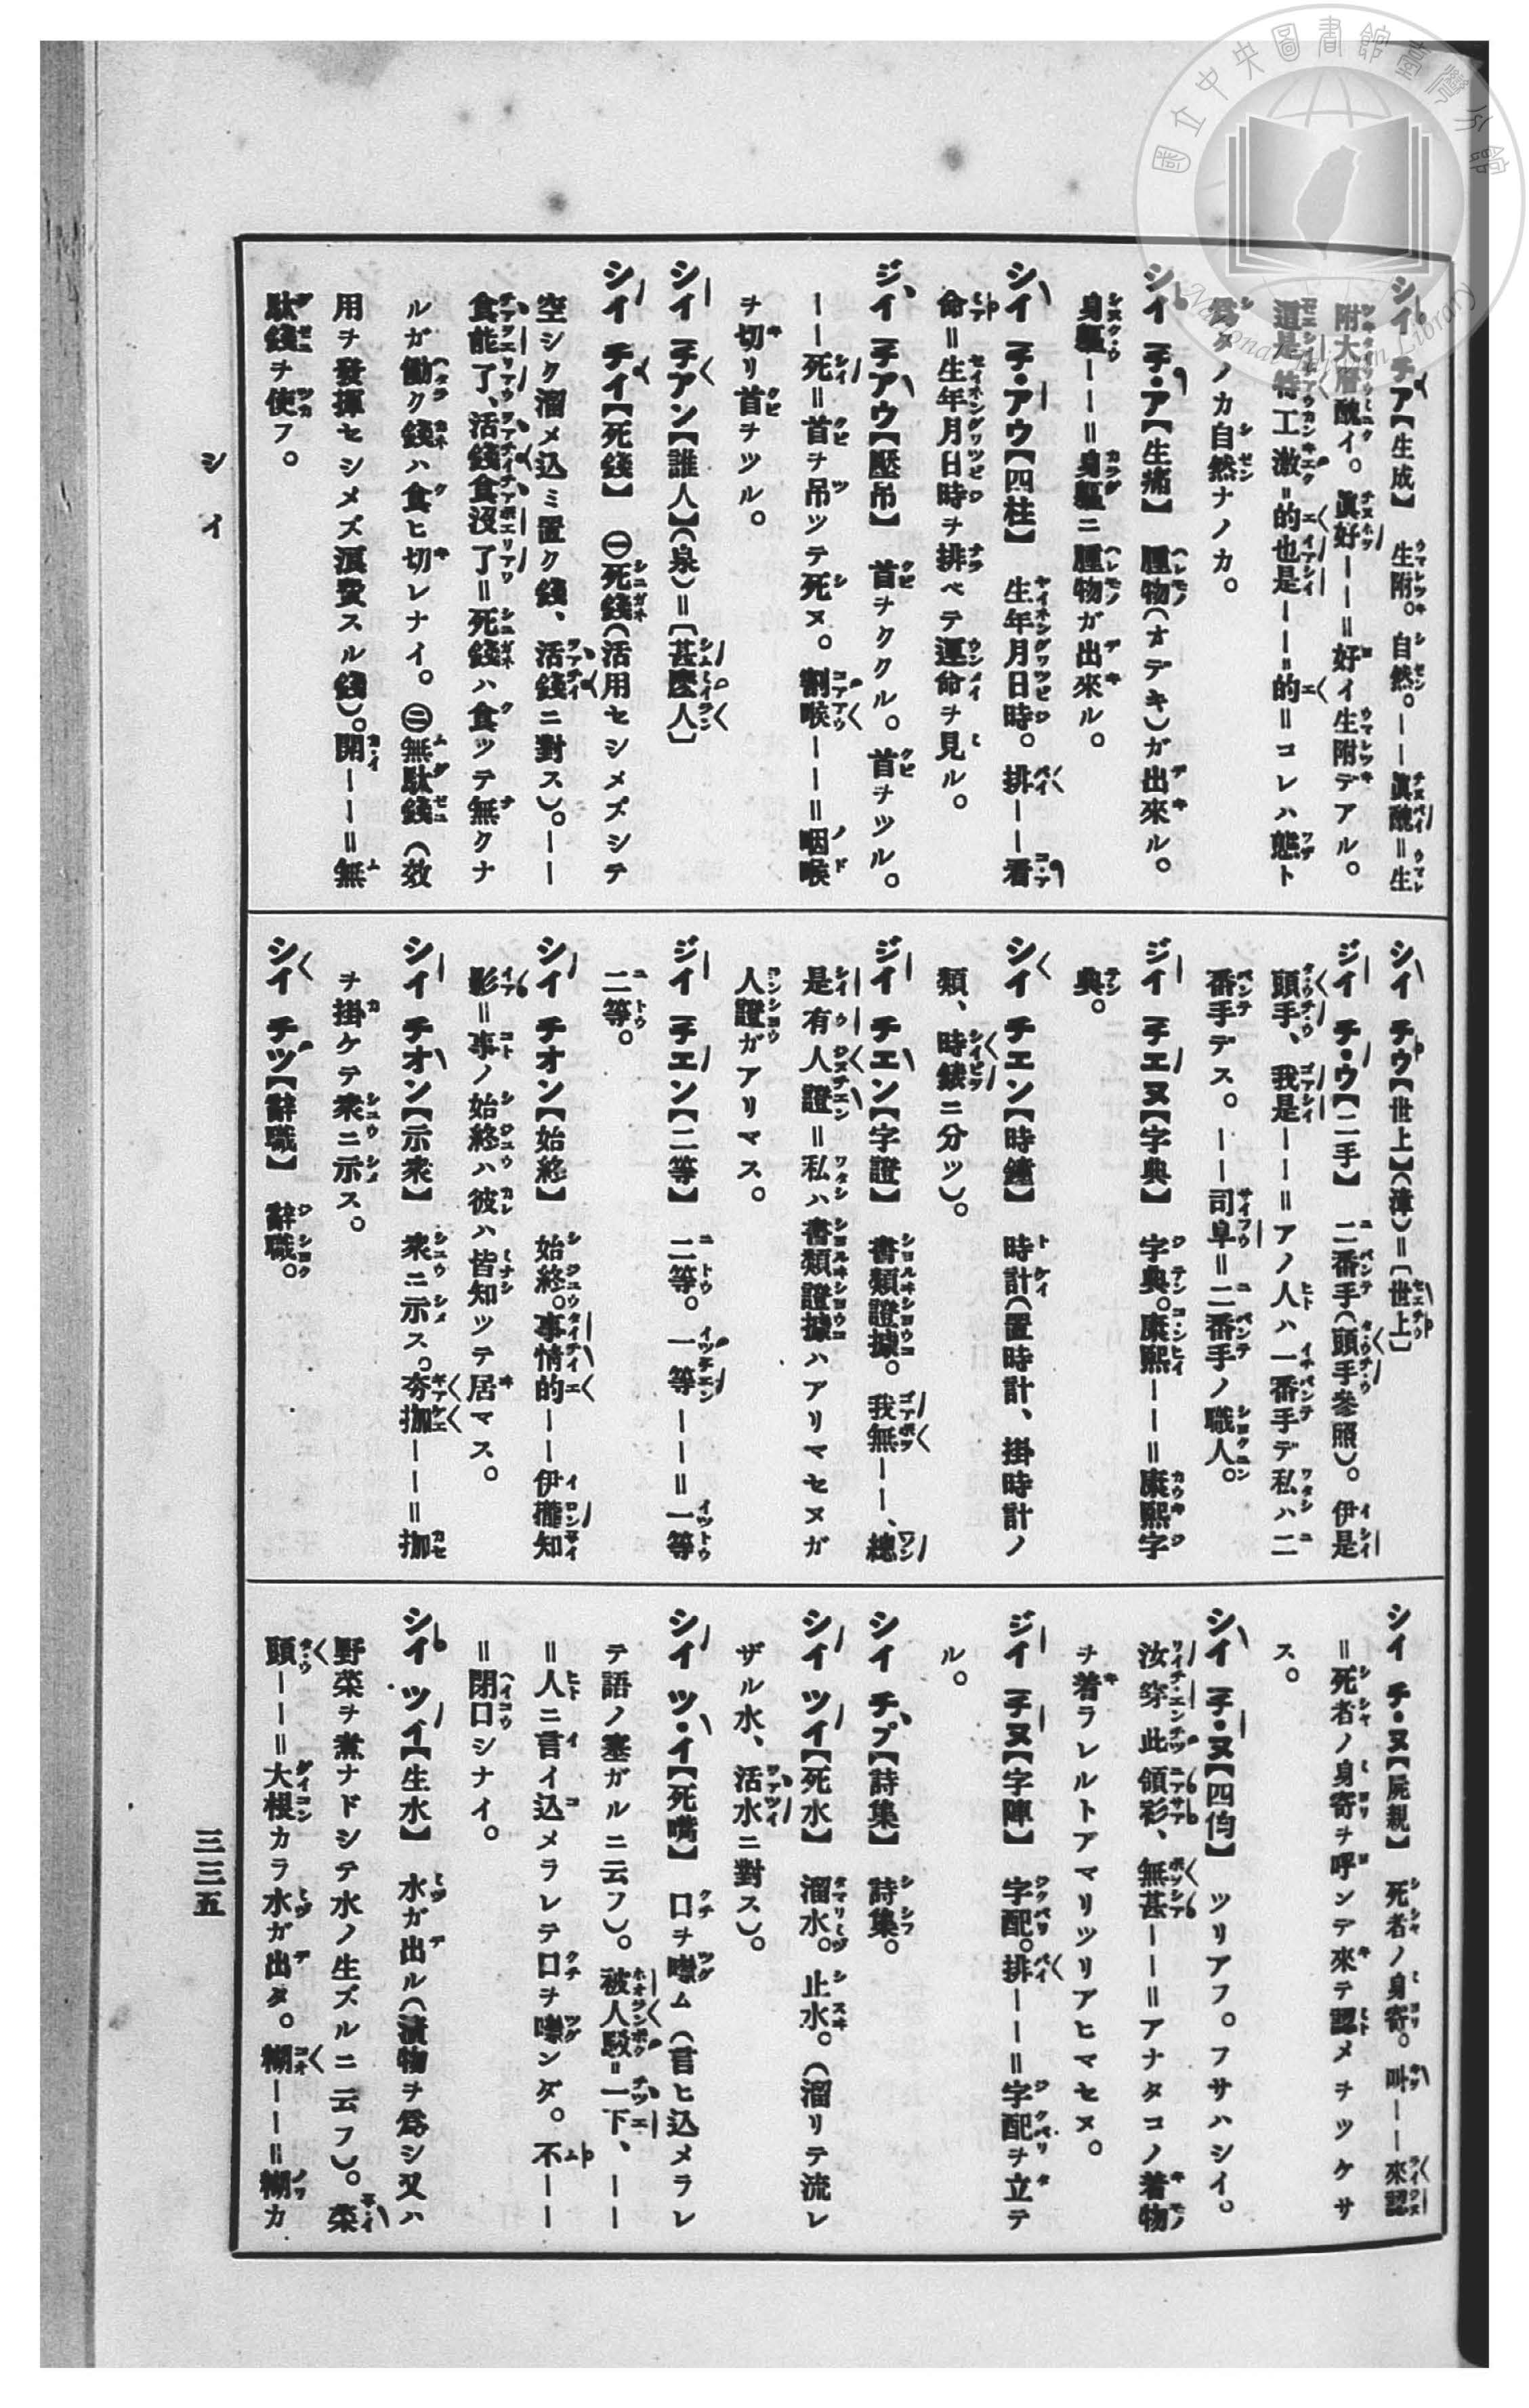 國立中央圖書館臺灣分館
National Taiwan Library
シイ チア【生成】 生附。自然。――眞醜=生
附大層醜イ。眞好――=好イ生附デアル。
這是特工激=的也是――=的=コレハ態ト
爲タノカ自然ナノカ。
シイ チ・ア【生痛】 腫物(オデキ)ガ出來ル。
身軀――=身軀ニ腫物ガ出來ル。
シイ チ・アウ【四柱】 生年月日時。排――看
命=生年月日時ヲ排ベテ運命ヲ見ル。
ジイ チアウ【壓吊】 首ヲククル。首ヲツル。
――死=首ヲ吊ツテ死ヌ。割喉――=咽喉
ヲ切リ首ヲツル。
シイ チアン【誰人】(泉)=〔甚麼人〕
シイ チイ【死錢】 ㊀死錢(活用セシメズシテ
空シク溜メ込ミ置ク錢、活錢ニ對ス)。――
食能了、活錢食沒了=死錢ハ食ツテ無クナ
ルガ働ク錢ハ食ヒ切レナイ。㊁無駄錢(效
用ヲ發揮セシメズ濵費スル錢)。開――=無
駄錢ヲ使フ。
シイ チウ【世上】(漳)=〔世上〕
ジイ チ・ウ【二手】 二番手(頭手參照)。伊是
頭手、我是――=アノ人ハ一番手デ私ハ二
番手デス。――司阜=二番手ノ職人。
ジイ チエヌ【字典】 字典。康熙――=康熙字
典。
シイ チエン【時鐘】 時計(置時計、掛時計ノ
類、時錶ニ分ツ)。
ジイ チエン【字證】 書類證據。我無――、總
是有人證=私ハ書類證據ハアリマセヌガ
人證ガアリマス。
ジイ チエン【二等】 二等。一等――=一等
二等。
シイ チオン【始終】 始終。事情的――伊攏知
影=事ノ始終ハ彼ハ皆知ツテ居マス。
シイ チオン【示衆】 衆ニ示ス。夯枷――=枷
ヲ掛ケテ衆ニ示ス。
シイ チツ【辭職】 辭職。
シイ チ・ヌ【屍親】 死者ノ身寄。叫――來認
=死者ノ身寄ヲ呼ンデ來テ認メヲツケサ
ス。
シイ チ・ヌ【四伨】 ツリアフ。フサハシイ。
汝穿此領衫、無甚――=アナタコノ着物
ヲ着ラレルトアマリツリアヒマセヌ。
ジイ チヌ【字陣】 字配。排――=字配ヲ立テ
ル。
シイ チプ【詩集】 詩集。
シイ ツイ【死水】 溜水。止水。(溜リテ流レ
ザル水、活水ニ對ス)。
シイ ツ・イ【死嘴】 口ヲ噤ム(言ヒ込メラレ
テ語ノ塞ガルニ云フ)。被人駁=一下、――
=人ニ言イ込メラレテ口ヲ噤ンダ。不――
=閉口シナイ。
シイ ツイ【生水】 水ガ出ル(漬物ヲ爲シ又ハ
野菜ヲ煮ナドシテ水ノ生ズルニ云フ)。菜
頭――=大根カラ水ガ出タ。糊――=糊カ
シイ
三三五